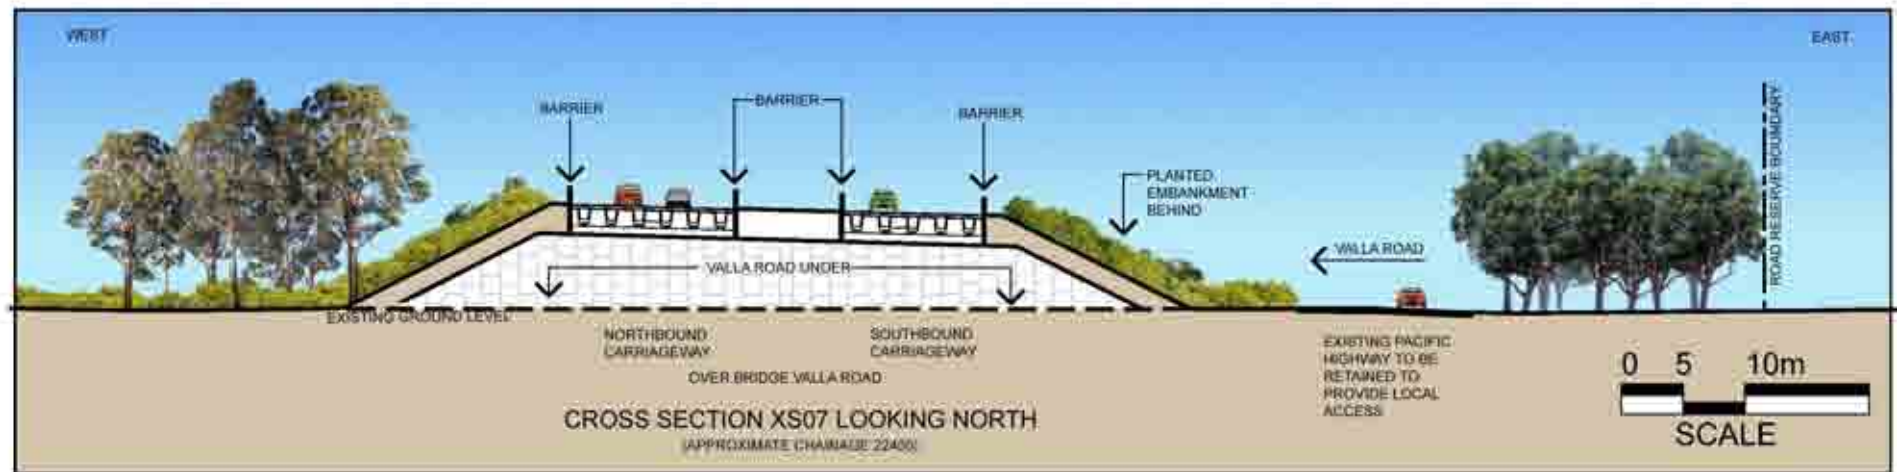 WEST
EAST
BARRIER
BARRIER
BARRIER
ROAD RESERVE BOUNDARY
PLANTED
EMBANKMENT
BEHIND
VALLA ROAD
VALLA ROAD UNDER
EXISTING GROUND LEVEL
NORTHBOUND
CARRIAGEWAY
SOUTHBOUND
CARRIAGEWAY
OVER BRIDGE VALLA ROAD
EXISTING PACIFIC
HIGHWAY TO BE
RETAINED TO
PROVIDE LOCAL
ACCESS
0 5 10m
SCALE
CROSS SECTION XS07 LOOKING NORTH
(APPROXIMATE CHAINAGE 22400)